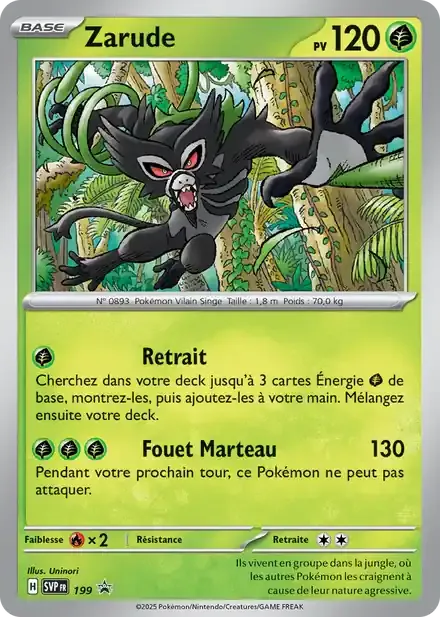 BASE Zarude PV 120
N° 0893 Pokémon Vilain Singe Taille : 1,8 m Poids : 70,0 kg
Retrait
Cherchez dans votre deck jusqu'à 3 cartes Énergie de
base, montrez-les, puis ajoutez-les à votre main. Mélangez
ensuite votre deck.
Fouet Marteau 130
Pendant votre prochain tour, ce Pokémon ne peut pas
attaquer.
Faiblesse ×2 Résistance Retraite
Illus. Uninori
H SVP FR 199
Ils vivent en groupe dans la jungle, où
les autres Pokémon les craignent à
cause de leur nature agressive.
©2025 Pokémon/Nintendo/Creatures/GAME FREAK